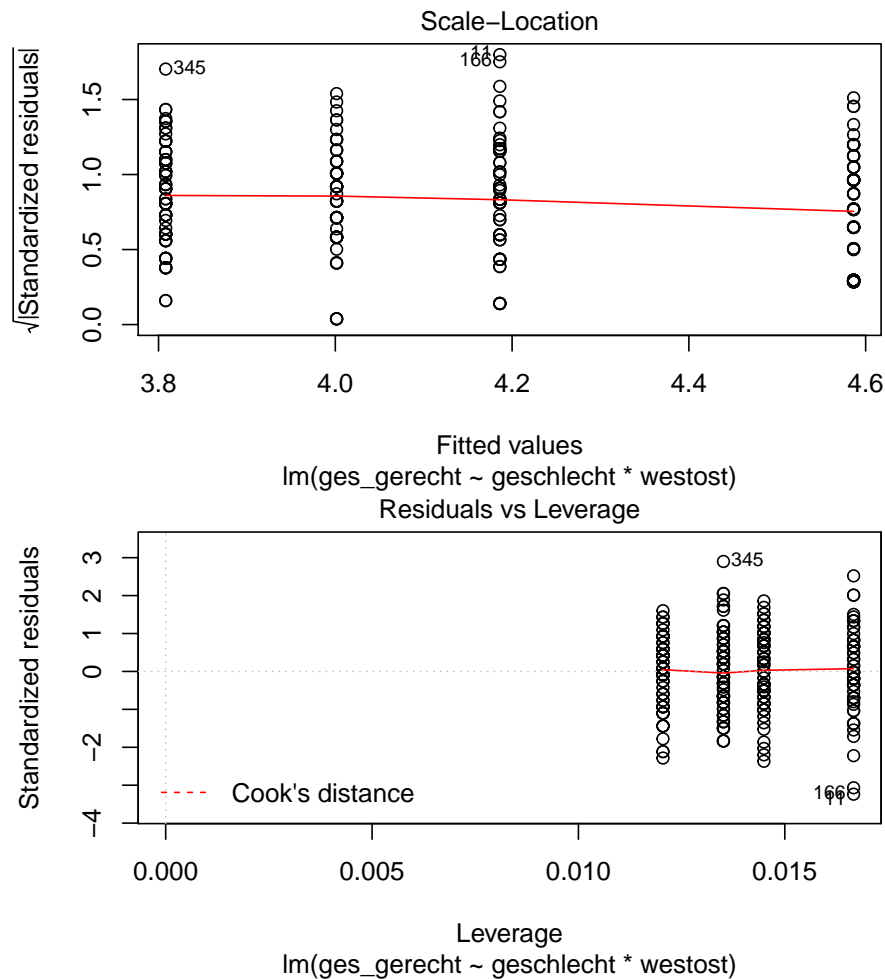 Scale−Location
√|Standardized residuals|
0.0 0.5 1.0 1.5
345
11
166
3.8 4.0 4.2 4.4 4.6
Fitted values
lm(ges_gerecht ~ geschlecht * westost)
Residuals vs Leverage
Standardized residuals
−4 −2 0 1 2 3
345
166
11
Cook's distance
0.000 0.005 0.010 0.015
Leverage
lm(ges_gerecht ~ geschlecht * westost)